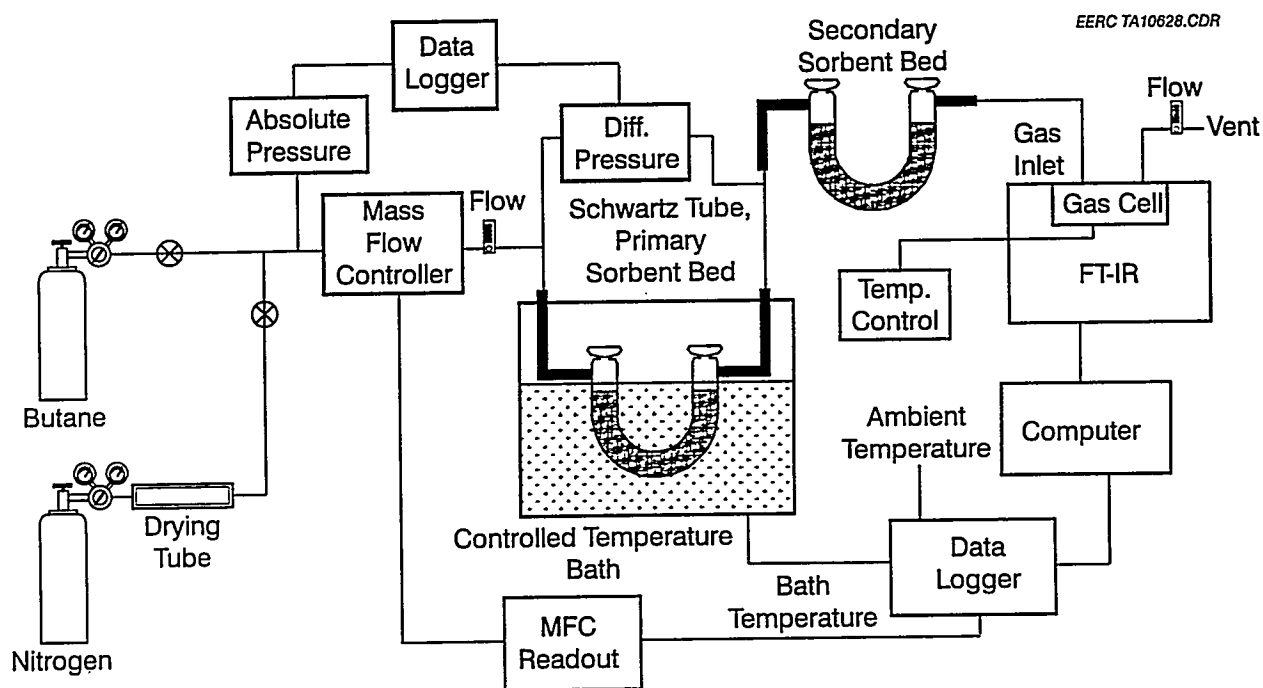 EERC TA10628.CDR
Secondary
Sorbent Bed
Data
Logger
Absolute
Pressure
Diff.
Pressure
Flow
Vent
Gas
Inlet
Gas Cell
FT-IR
Mass
Flow
Controller
Flow
Schwartz Tube,
Primary
Sorbent Bed
Temp.
Control
Butane
Ambient
Temperature
Computer
Drying
Tube
Controlled Temperature
Bath
Data
Logger
Bath
Temperature
MFC
Readout
Nitrogen